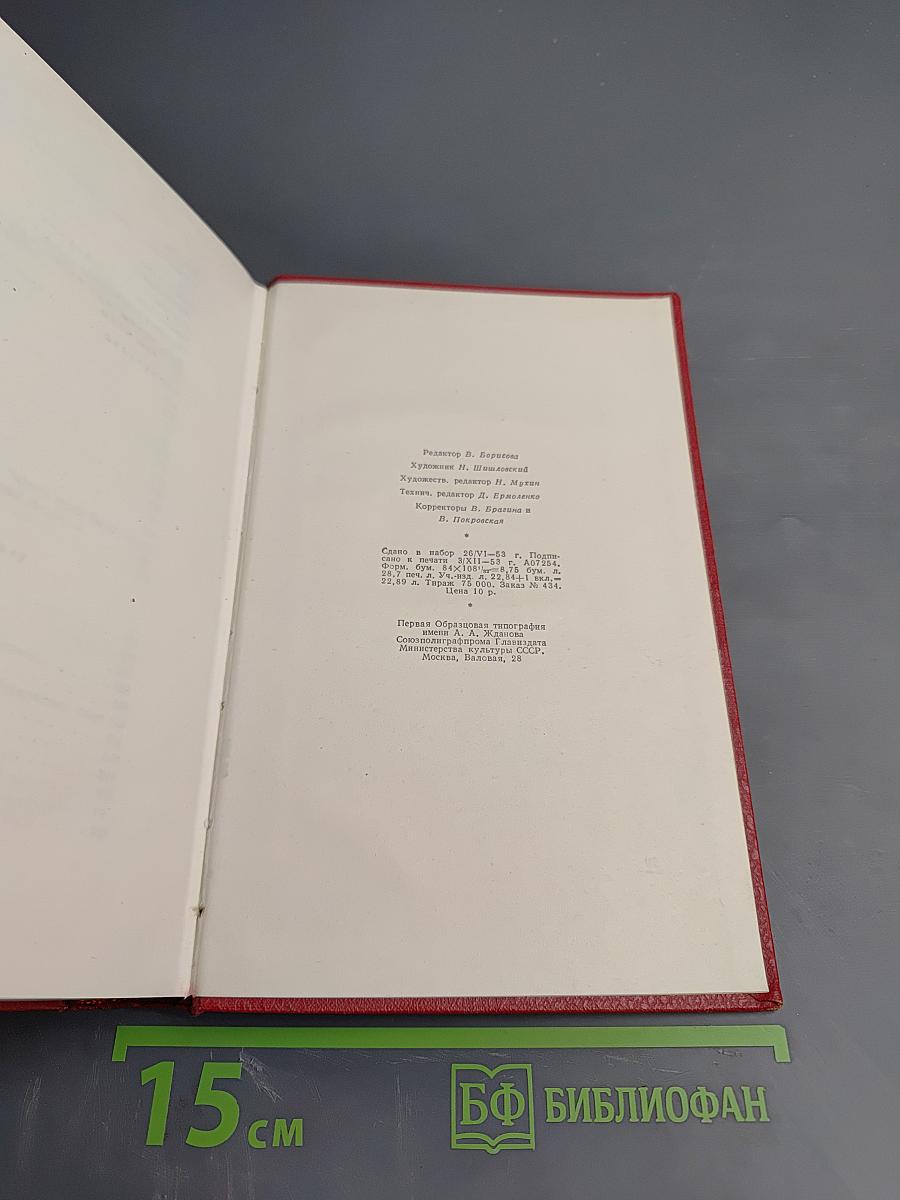 Редактор В. Борисова
Художник Н. Шишловский
Художеств. редактор Н. Мухин
Технич. редактор Д. Ермоленко
Корректоры В. Брагина и
В. Покровская
*
Сдано в набор 26/VI—53 г. Подпи-
сано к печати 3/XII—53 г. А07254.
Форм. бум. 84×108¹/₃₂=8,75 бум. л.
28,7 печ. л. Уч.-изд. л. 22,84+1 вкл.=
22,89 л. Тираж 75 000. Заказ № 434.
Цена 10 р.
*
Первая Образцовая типография
имени А. А. Жданова
Союзполиграфпрома Главиздата
Министерства культуры СССР.
Москва, Валовая, 28
15 см
БФ БИБЛИОФАН